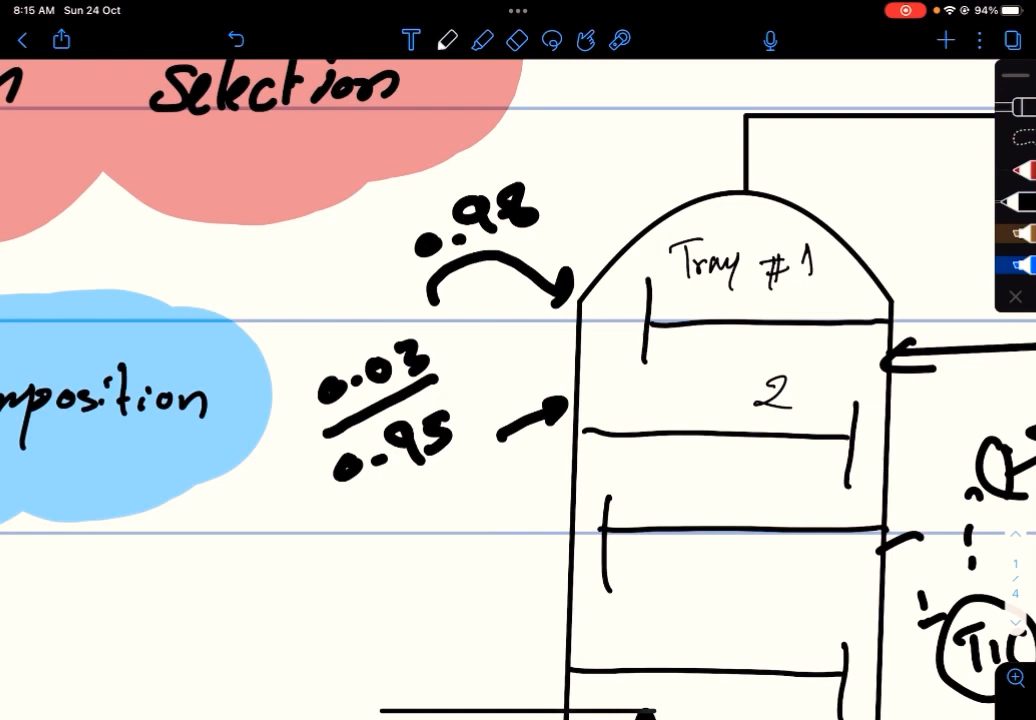 8:15 AM Sun 24 Oct
94%
T
Selection
0.98
Tray #1
0.03
0.95
2
mposition
1
/
4